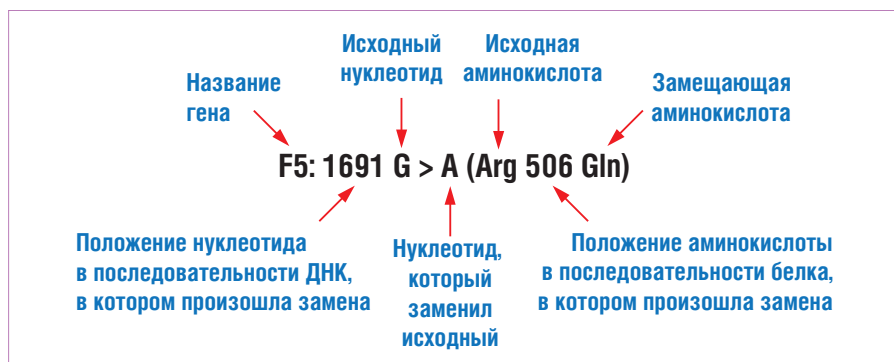 Название
гена
Исходный
нуклеотид
Исходная
аминокислота
Замещающая
аминокислота
F5: 1691 G > A (Arg 506 Gln)
Положение нуклеотида
в последовательности ДНК,
в котором произошла замена
Нуклеотид,
который
заменил
исходный
Положение аминокислоты
в последовательности белка,
в котором произошла замена